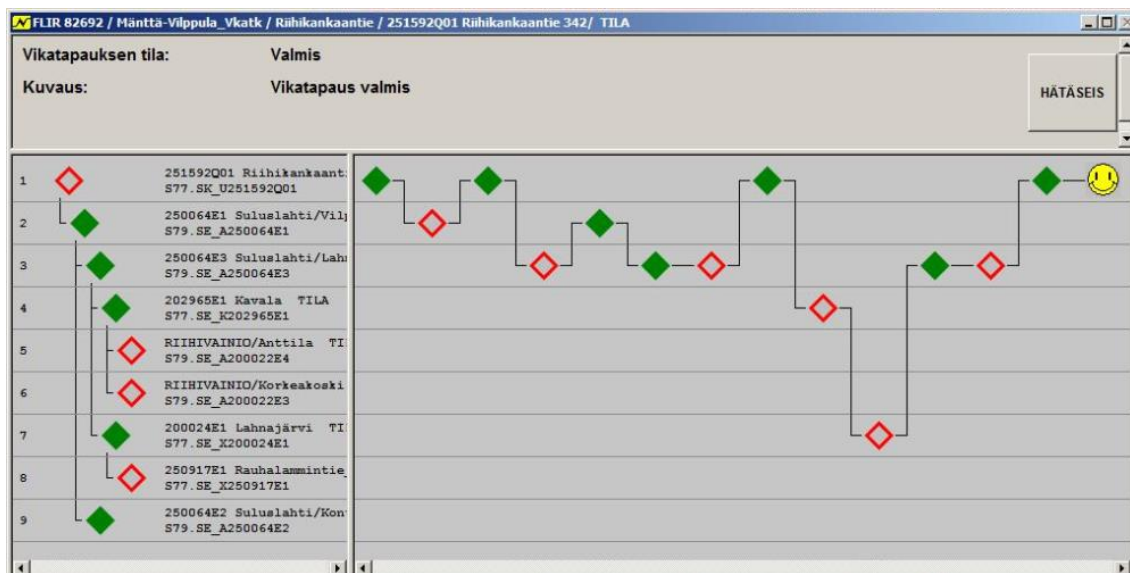 FLIR 82692 / Mänttä-Vilppula_Vkatk / Riihikankaantie / 251592Q01 Riihikankaantie 342/ TILA
Vikatapauksen tila: Valmis
Kuvaus: Vikatapaus valmis
HÄTÄSEIS
1 251592Q01 Riihikankaant
S77.SK_U251592Q01
2 250064E1 Suluslahti/Vilp
S79.SE_A250064E1
3 250064E3 Suluslahti/Lah
S79.SE_A250064E3
4 202965E1 Kavala TILA
S77.SE_K202965E1
5 RIIHIVAINIO/Anttila TI
S79.SE_A200022E4
6 RIIHIVAINIO/Korkeakoski
S79.SE_A200022E3
7 200024E1 Lahnajärvi TI
S77.SE_X200024E1
8 250917E1 Rauhalammintie_
S77.SE_X250917E1
9 250064E2 Suluslahti/Kon
S79.SE_A250064E2